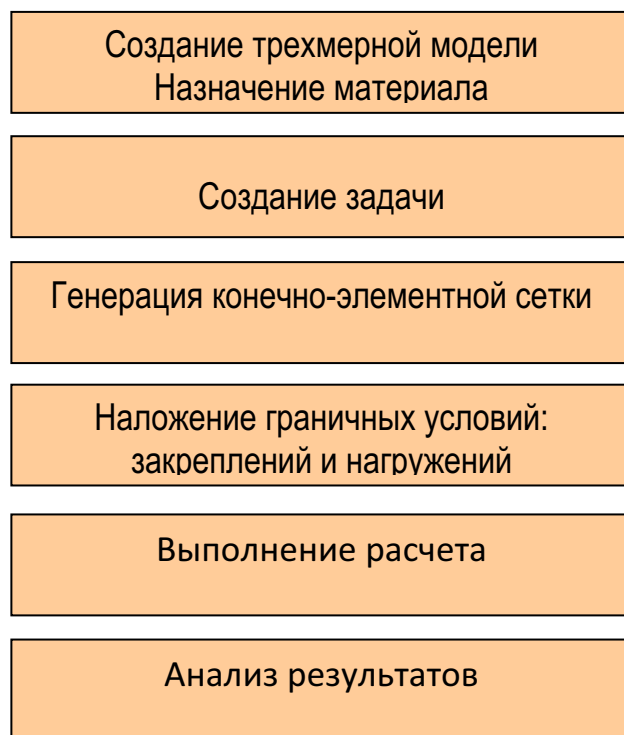 Создание трехмерной модели
Назначение материала
Создание задачи
Генерация конечно-элементной сетки
Наложение граничных условий:
закреплений и нагружений
Выполнение расчета
Анализ результатов